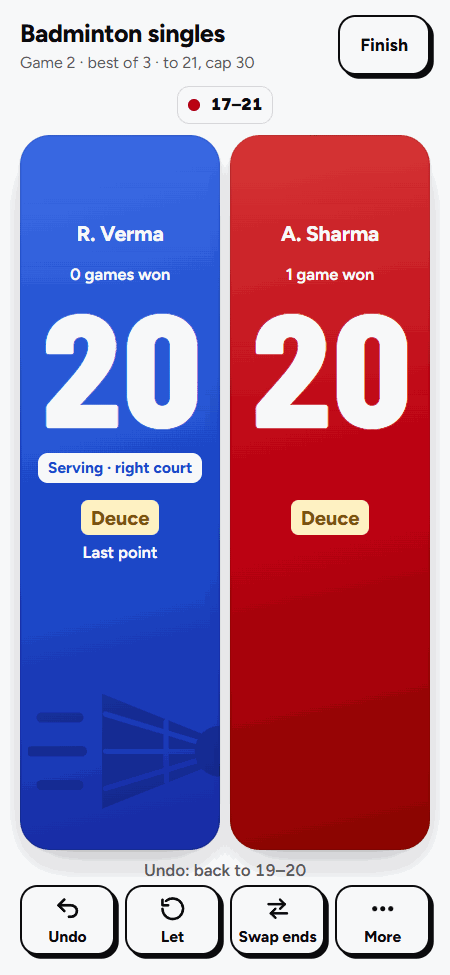 Badminton singles
Game 2 · best of 3 · to 21, cap 30
Finish
17–21
R. Verma
0 games won
20
Serving · right court
Deuce
Last point
A. Sharma
1 game won
20
Deuce
Undo: back to 19–20
Undo
Let
Swap ends
More